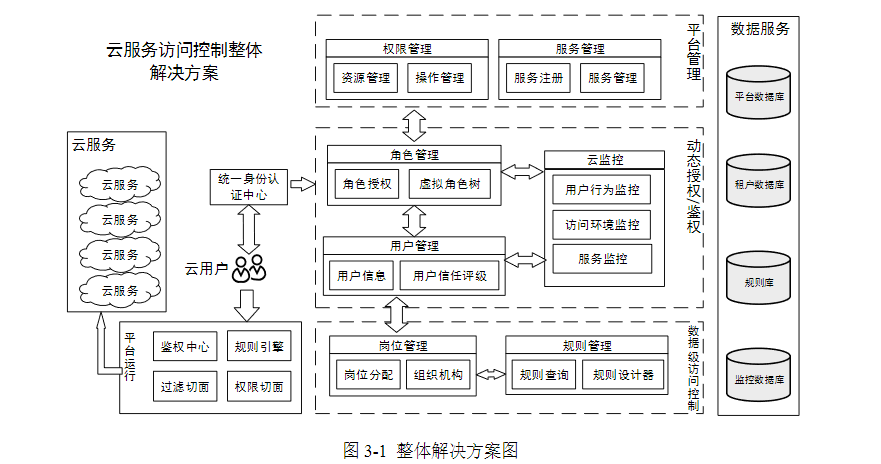 云服务访问控制整体
解决方案
云服务
云服务
云服务
云服务
云服务
统一身份认
证中心
云用户
平台运行
鉴权中心
规则引擎
过滤切面
权限切面
平台管理
权限管理
资源管理
操作管理
服务管理
服务注册
服务管理
动态授权/鉴权
角色管理
角色授权
虚拟角色树
云监控
用户行为监控
访问环境监控
服务监控
用户管理
用户信息
用户信任评级
数据级访问控制
岗位管理
岗位分配
组织机构
规则管理
规则查询
规则设计器
数据服务
平台数据库
租户数据库
规则库
监控数据库
图 3-1 整体解决方案图